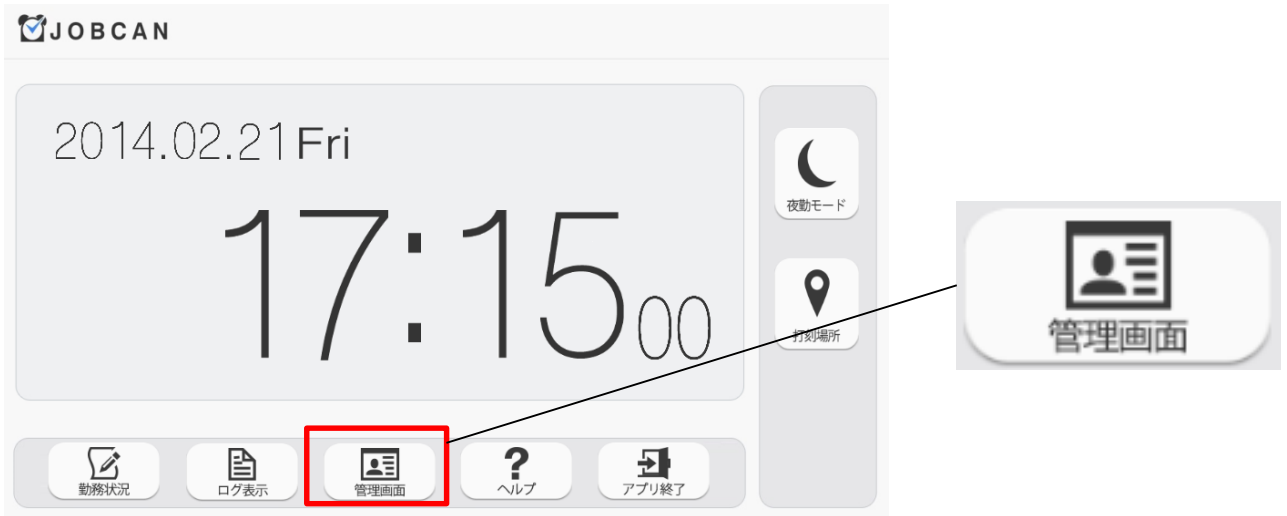 JOBCAN
2014.02.21 Fri
17:15 00
夜勤モード
打刻場所
勤務状況
ログ表示
管理画面
ヘルプ
アプリ終了
管理画面